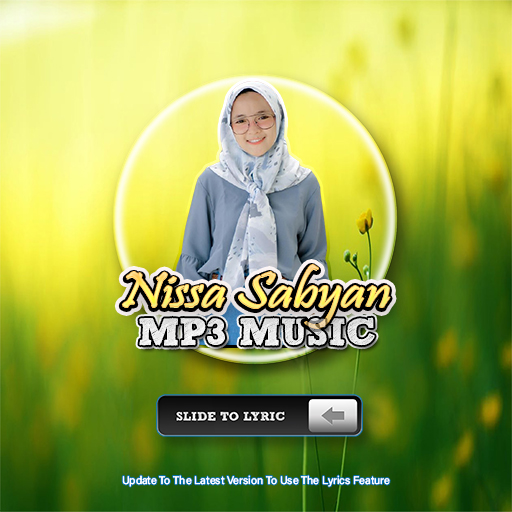 Nissa Sabyan
MP3 MUSIC
SLIDE TO LYRIC
Update To The Latest Version To Use The Lyrics Feature